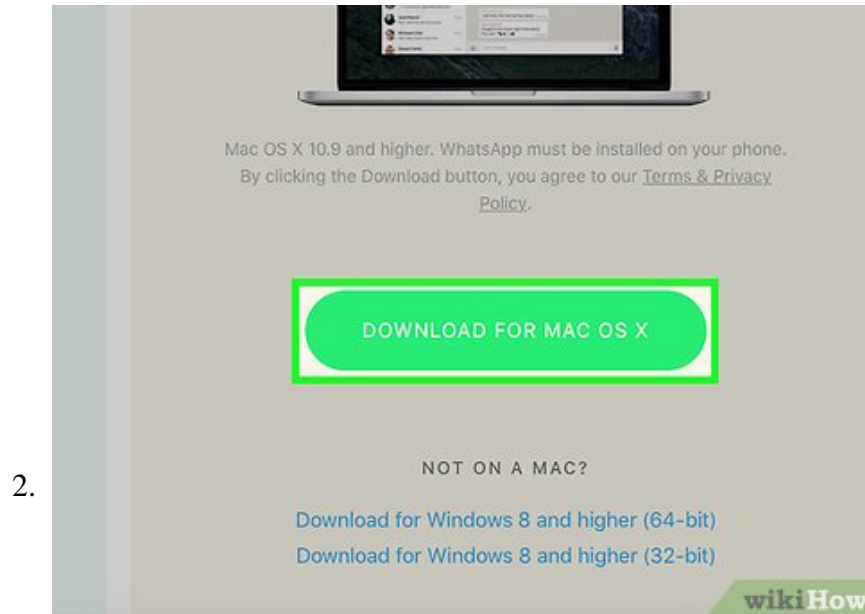 Mac OS X 10.9 and higher. WhatsApp must be installed on your phone.
By clicking the Download button, you agree to our Terms & Privacy
Policy.
DOWNLOAD FOR MAC OS X
NOT ON A MAC?
2.
Download for Windows 8 and higher (64-bit)
Download for Windows 8 and higher (32-bit)
wikiHow